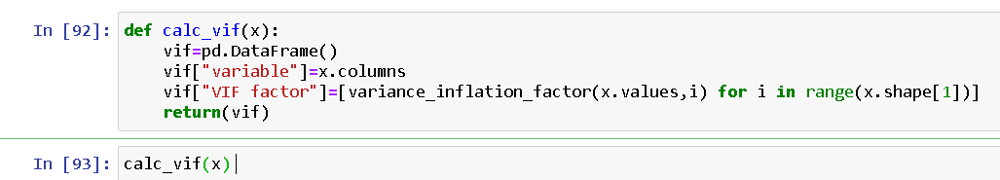 In [92]: def calc_vif(x):
    vif=pd.DataFrame()
    vif["variable"]=x.columns
    vif["VIF factor"]=[variance_inflation_factor(x.values,i) for i in range(x.shape[1])]
    return(vif)
In [93]: calc_vif(x)